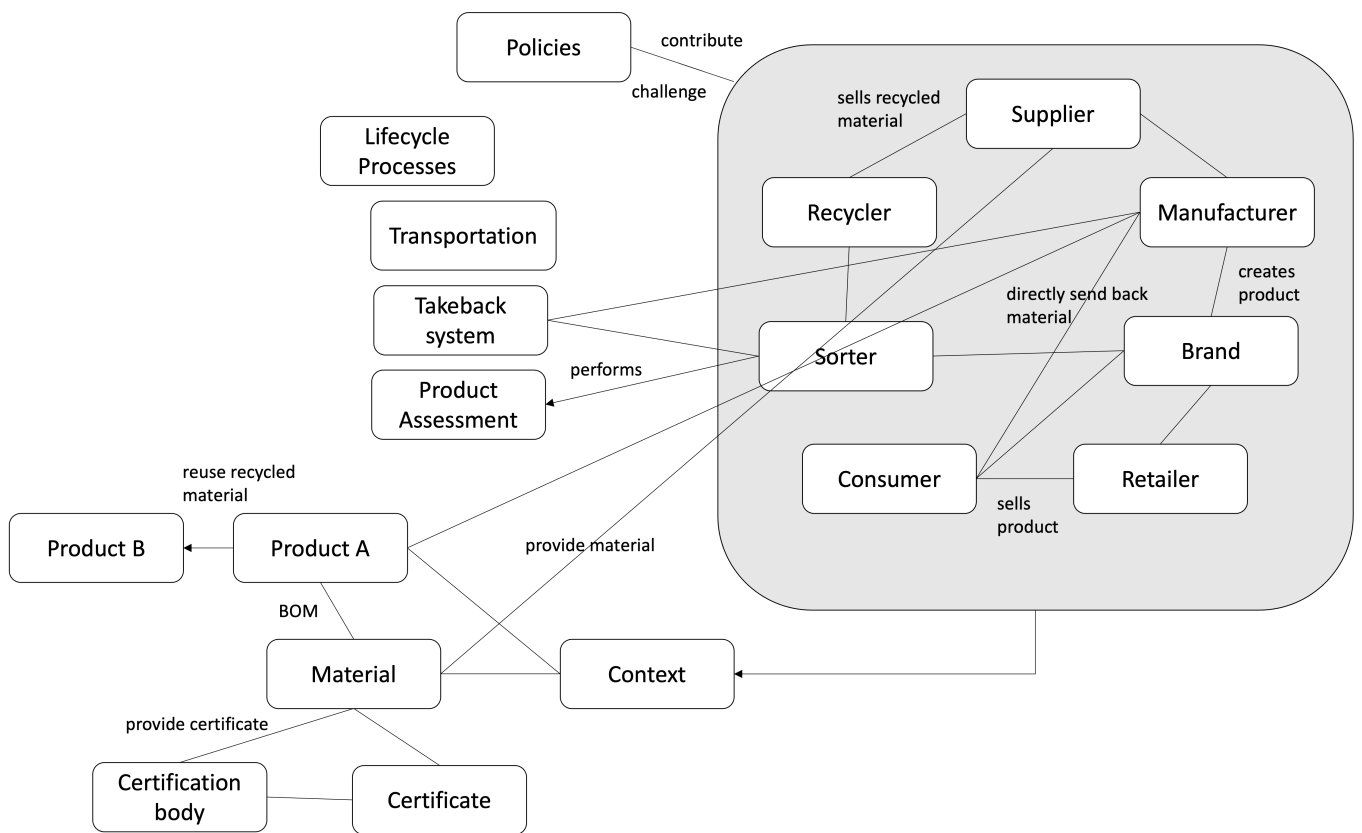 Policies
contribute
challenge
sells recycled
material
Supplier
Lifecycle
Processes
Recycler
Manufacturer
Transportation
creates
product
directly send back
material
Takeback
system
Sorter
Brand
performs
Product
Assessment
reuse recycled
material
Consumer
Retailer
sells
product
Product B
Product A
provide material
BOM
Material
Context
provide certificate
Certification
body
Certificate